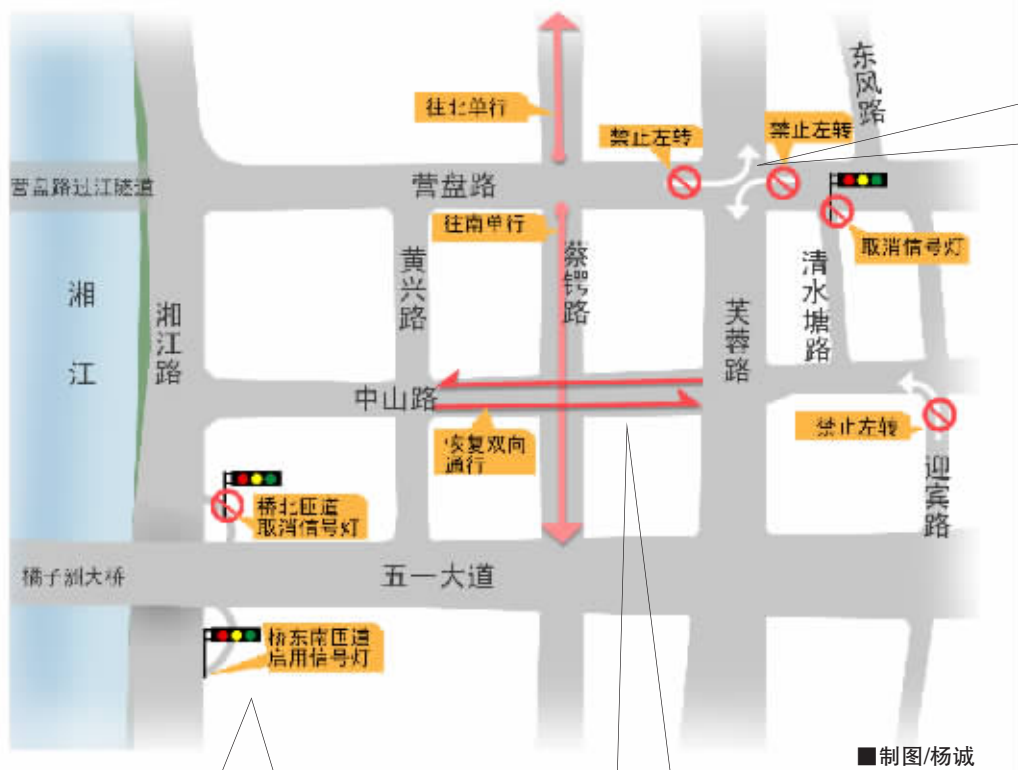 东风路
往北单行
禁止左转
禁止左转
营盘路过江隧道
营盘路
往南单行
取消信号灯
黄兴路
蔡锷路
清水塘路
湘江
湘江路
芙蓉路
中山路
禁止左转
恢复双向
通行
迎宾路
桥北匝道
取消信号灯
橘子洲大桥
五一大道
桥东南匝道
启用信号灯
■制图/杨诚